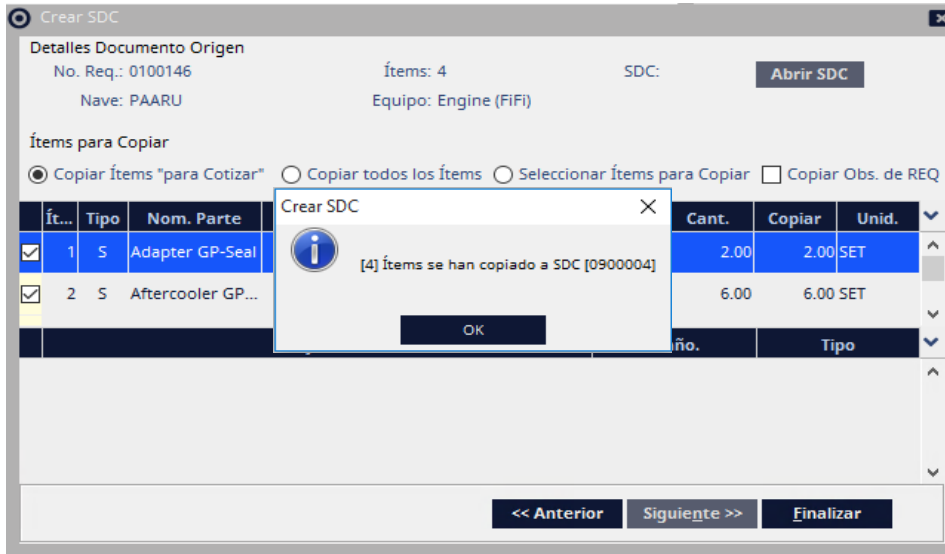 Crear SDC
Detalles Documento Origen
No. Req.: 0100146 Ítems: 4 SDC: Abrir SDC
Nave: PAARU Equipo: Engine (FiFi)
Ítems para Copiar
Copiar Ítems "para Cotizar" Copiar todos los Ítems Seleccionar Ítems para Copiar Copiar Obs. de REQ
Ít... Tipo Nom. Parte Cant. Copiar Unid.
1 S Adapter GP-Seal 2.00 2.00 SET
2 S Aftercooler GP... 6.00 6.00 SET
Crear SDC
[4] Ítems se han copiado a SDC [0900004]
OK
Tipo
<< Anterior Siguiente >> Finalizar